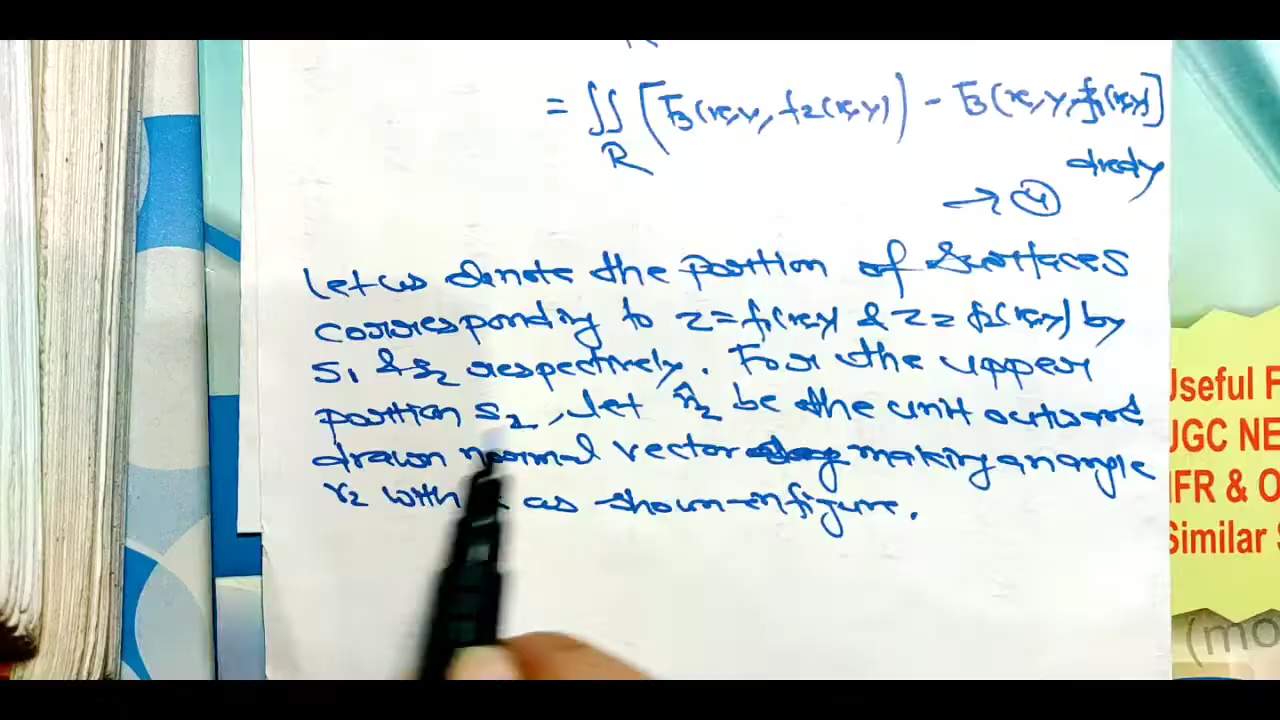 = ∬ [F3(x,y, f2(x,y)) - F3(x,y, f1(x,y)]
R
dxdy
→ 4
Let us denote the portion of surfaces
corresponding to z=f1(x,y) & z= f2(x,y) by
S1 & S2 respectively. For the upper
portion S2, let n̂2 be the unit outward
drawn normal vector making an angle
r2 with as shown in figure.
Useful F
UGC NE
IFR & O
Similar S
(mo